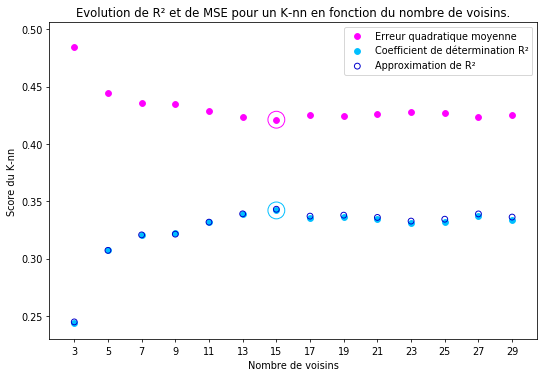 Evolution de R² et de MSE pour un K-nn en fonction du nombre de voisins.
Erreur quadratique moyenne
Coefficient de détermination R²
Approximation de R²
Score du K-nn
0.50
0.45
0.40
0.35
0.30
0.25
3 5 7 9 11 13 15 17 19 21 23 25 27 29
Nombre de voisins